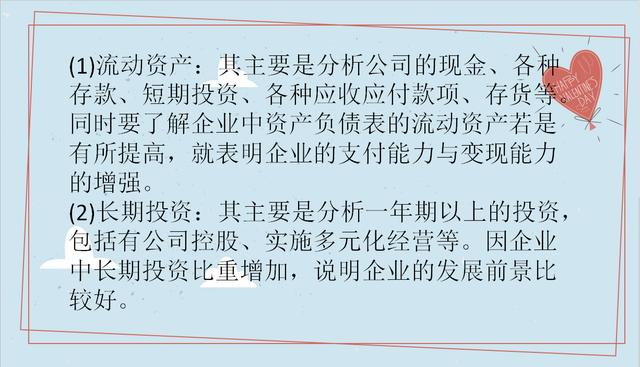 (1)流动资产：其主要是分析公司的现金、各种
存款、短期投资、各种应收应付款项、存货等。
同时要了解企业中资产负债表的流动资产若是
有所提高，就表明企业的支付能力与变现能力
的增强。
(2)长期投资：其主要是分析一年期以上的投资，
包括有公司控股、实施多元化经营等。因企业
中长期投资比重增加，说明企业的发展前景比
较好。
HAPPY
VALENTINE'S
DAY